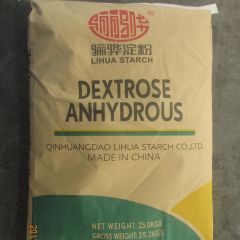 骊骅淀粉
LIHUA STARCH
DEXTROSE
ANHYDROUS
QINHUANGDAO LIHUA STARCH CO.,LTD.
MADE IN CHINA
NET WEIGHT: 25.0KGS
GROSS WEIGHT: 25.2KGS